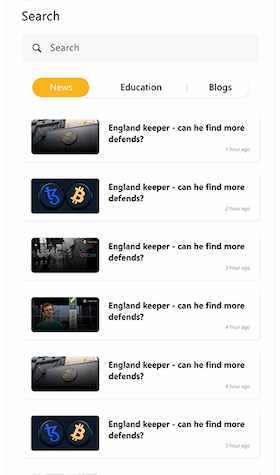 Search
Search
News
Education
Blogs
England keeper - can he find more
defends?
1 hour ago
England keeper - can he find more
defends?
2 hour ago
England keeper - can he find more
defends?
3 hour ago
England keeper - can he find more
defends?
4 hour ago
England keeper - can he find more
defends?
4 hour ago
England keeper - can he find more
defends?
5 hour ago